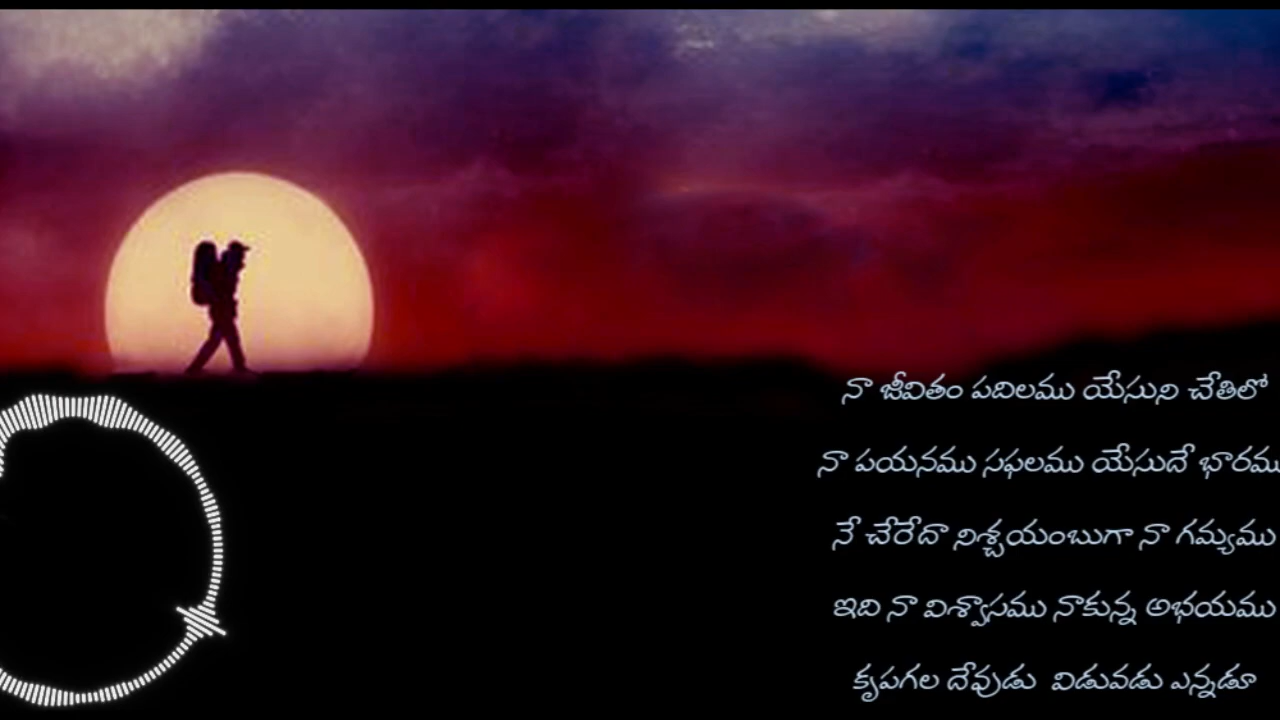 నా జీవితం పదిలము యేసుని చేతిలో
నా పయనము సఫలము యేసుదే భారము
నే చేరేదా నిశ్చయంబుగా నా గమ్యము
ఇది నా విశ్వాసము నాకున్న అభయము
కృపగల దేవుడు విడువడు ఎన్నడూ